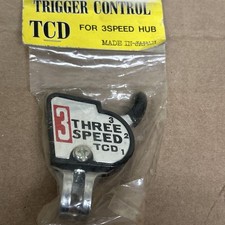 TRIGGER CONTROL
TCD FOR 3SPEED HUB
MADE IN JAPAN
3 THREE SPEED
TCD
3
2
1